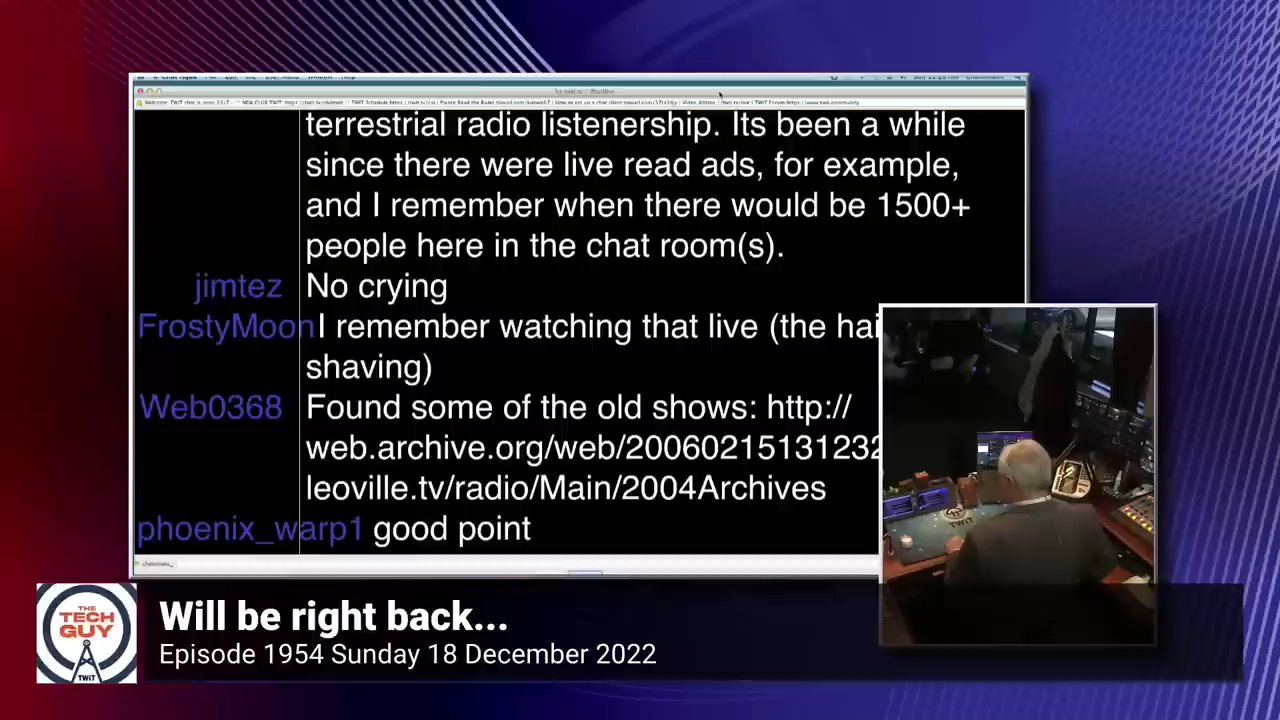 terrestrial radio listenership. Its been a while
since there were live read ads, for example,
and I remember when there would be 1500+
people here in the chat room(s).
jimtez No crying
FrostyMoon I remember watching that live (the hai
shaving)
Web0368 Found some of the old shows: http://
web.archive.org/web/20060215131232
leoville.tv/radio/Main/2004Archives
phoenix_warp1 good point
THE
TECH
GUY
TWiT
Will be right back...
Episode 1954 Sunday 18 December 2022
TWiT